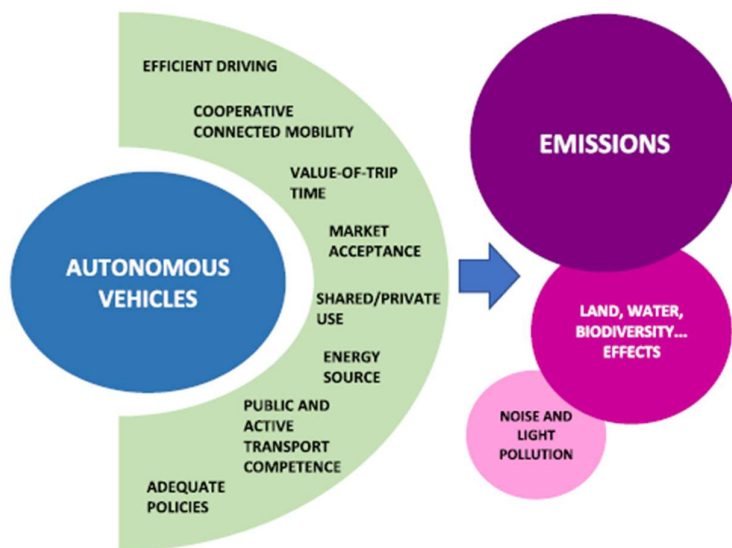 EFFICIENT DRIVING
COOPERATIVE
CONNECTED MOBILITY
VALUE-OF-TRIP
TIME
MARKET
ACCEPTANCE
SHARED/PRIVATE
USE
ENERGY
SOURCE
PUBLIC AND
ACTIVE
TRANSPORT
COMPETENCE
ADEQUATE
POLICIES
AUTONOMOUS
VEHICLES
EMISSIONS
LAND, WATER,
BIODIVERSITY...
EFFECTS
NOISE AND
LIGHT
POLLUTION